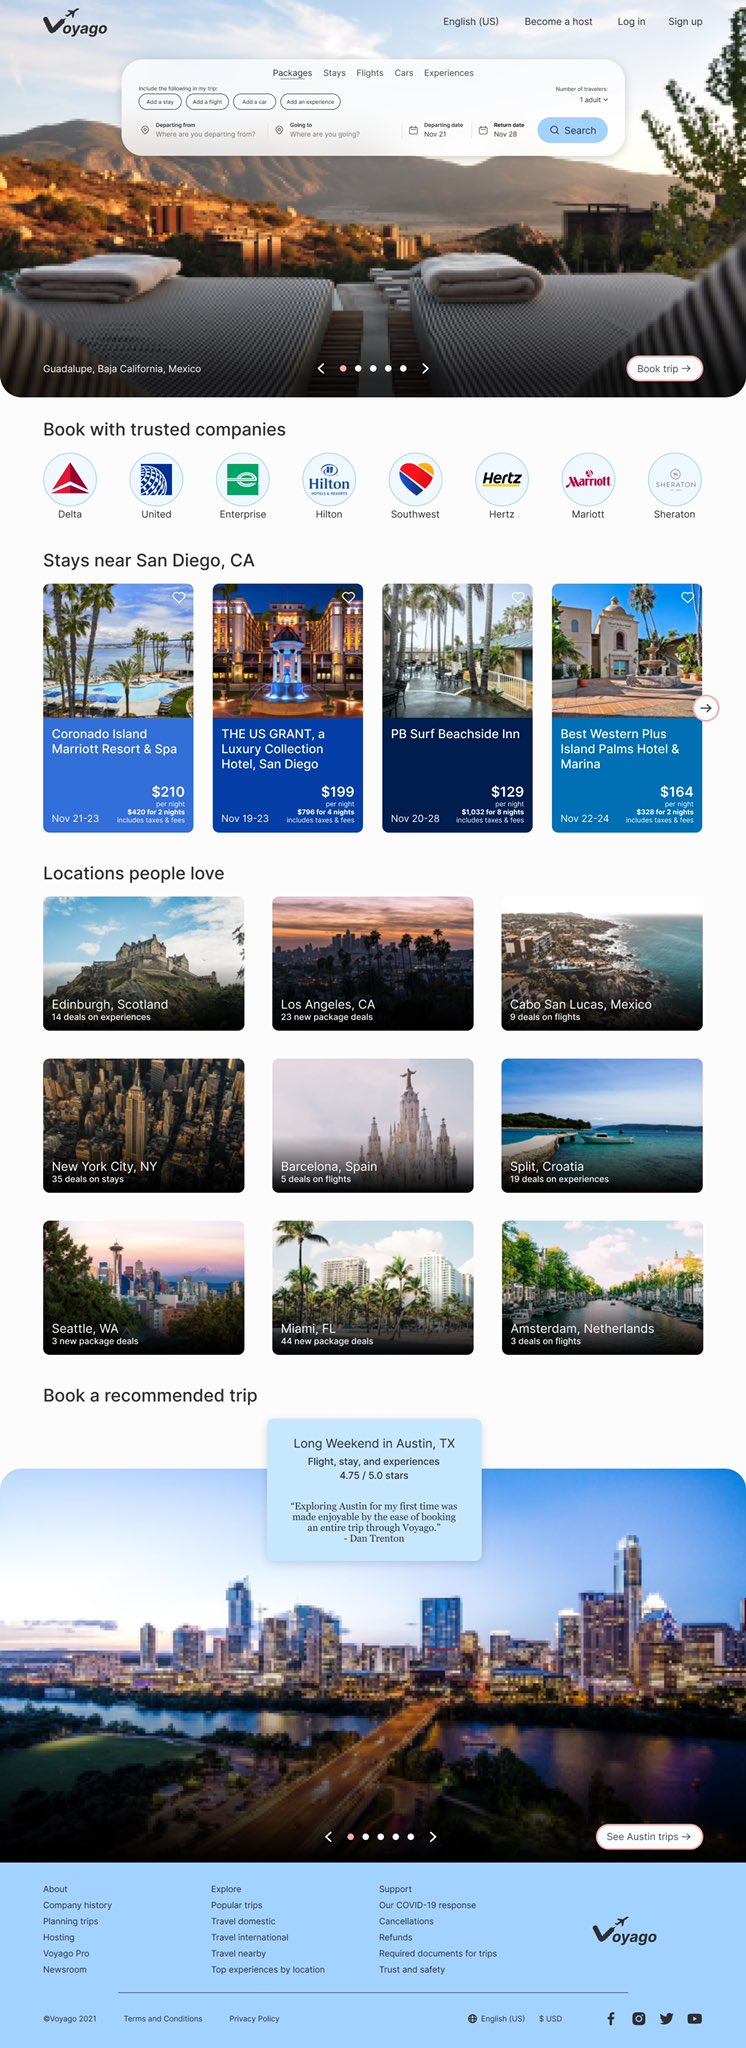 Voyago
English (US) Become a host Log in Sign up
Packages Stays Flights Cars Experiences
Include the following in my trip:
Number of travelers:
Add a stay Add a flight Add a car Add an experience
1 adult
Departing from Going to Departing date Return date
Where are you departing from? Where are you going? Nov 21 Nov 28
Search
Guadalupe, Baja California, Mexico
Book trip →
Book with trusted companies
Hilton
HOTELS & RESORTS
Hertz
Marriott
SHERATON
Delta United Enterprise Hilton Southwest Hertz Mariott Sheraton
Stays near San Diego, CA
Coronado Island
Marriott Resort & Spa
$210
per night
$420 for 2 nights
Nov 21-23 includes taxes & fees
THE US GRANT, a
Luxury Collection
Hotel, San Diego
$199
per night
$796 for 4 nights
Nov 19-23 includes taxes & fees
PB Surf Beachside Inn
$129
per night
$1,032 for 8 nights
Nov 20-28 includes taxes & fees
Best Western Plus
Island Palms Hotel &
Marina
$164
per night
$328 for 2 nights
Nov 22-24 includes taxes & fees
Locations people love
Edinburgh, Scotland
14 deals on experiences
Los Angeles, CA
23 new package deals
Cabo San Lucas, Mexico
9 deals on flights
New York City, NY
35 deals on stays
Barcelona, Spain
5 deals on flights
Split, Croatia
19 deals on experiences
Seattle, WA
3 new package deals
Miami, FL
44 new package deals
Amsterdam, Netherlands
3 deals on flights
Book a recommended trip
Long Weekend in Austin, TX
Flight, stay, and experiences
4.75 / 5.0 stars
“Exploring Austin for my first time was
made enjoyable by the ease of booking
an entire trip through Voyago.”
- Dan Trenton
See Austin trips →
About
Company history
Planning trips
Hosting
Voyago Pro
Newsroom
Explore
Popular trips
Travel domestic
Travel international
Travel nearby
Top experiences by location
Support
Our COVID-19 response
Cancellations
Refunds
Required documents for trips
Trust and safety
Voyago
©Voyago 2021 Terms and Conditions Privacy Policy English (US) $ USD